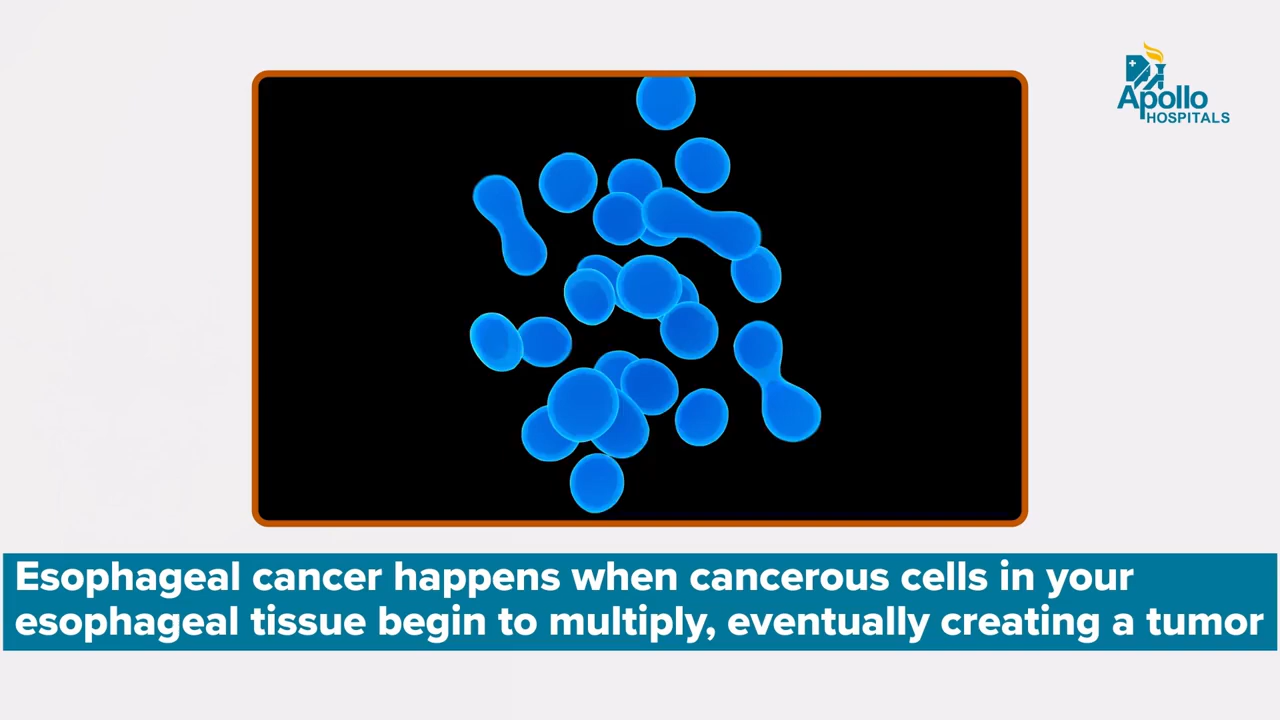 Apollo
HOSPITALS
Esophageal cancer happens when cancerous cells in your
esophageal tissue begin to multiply, eventually creating a tumor